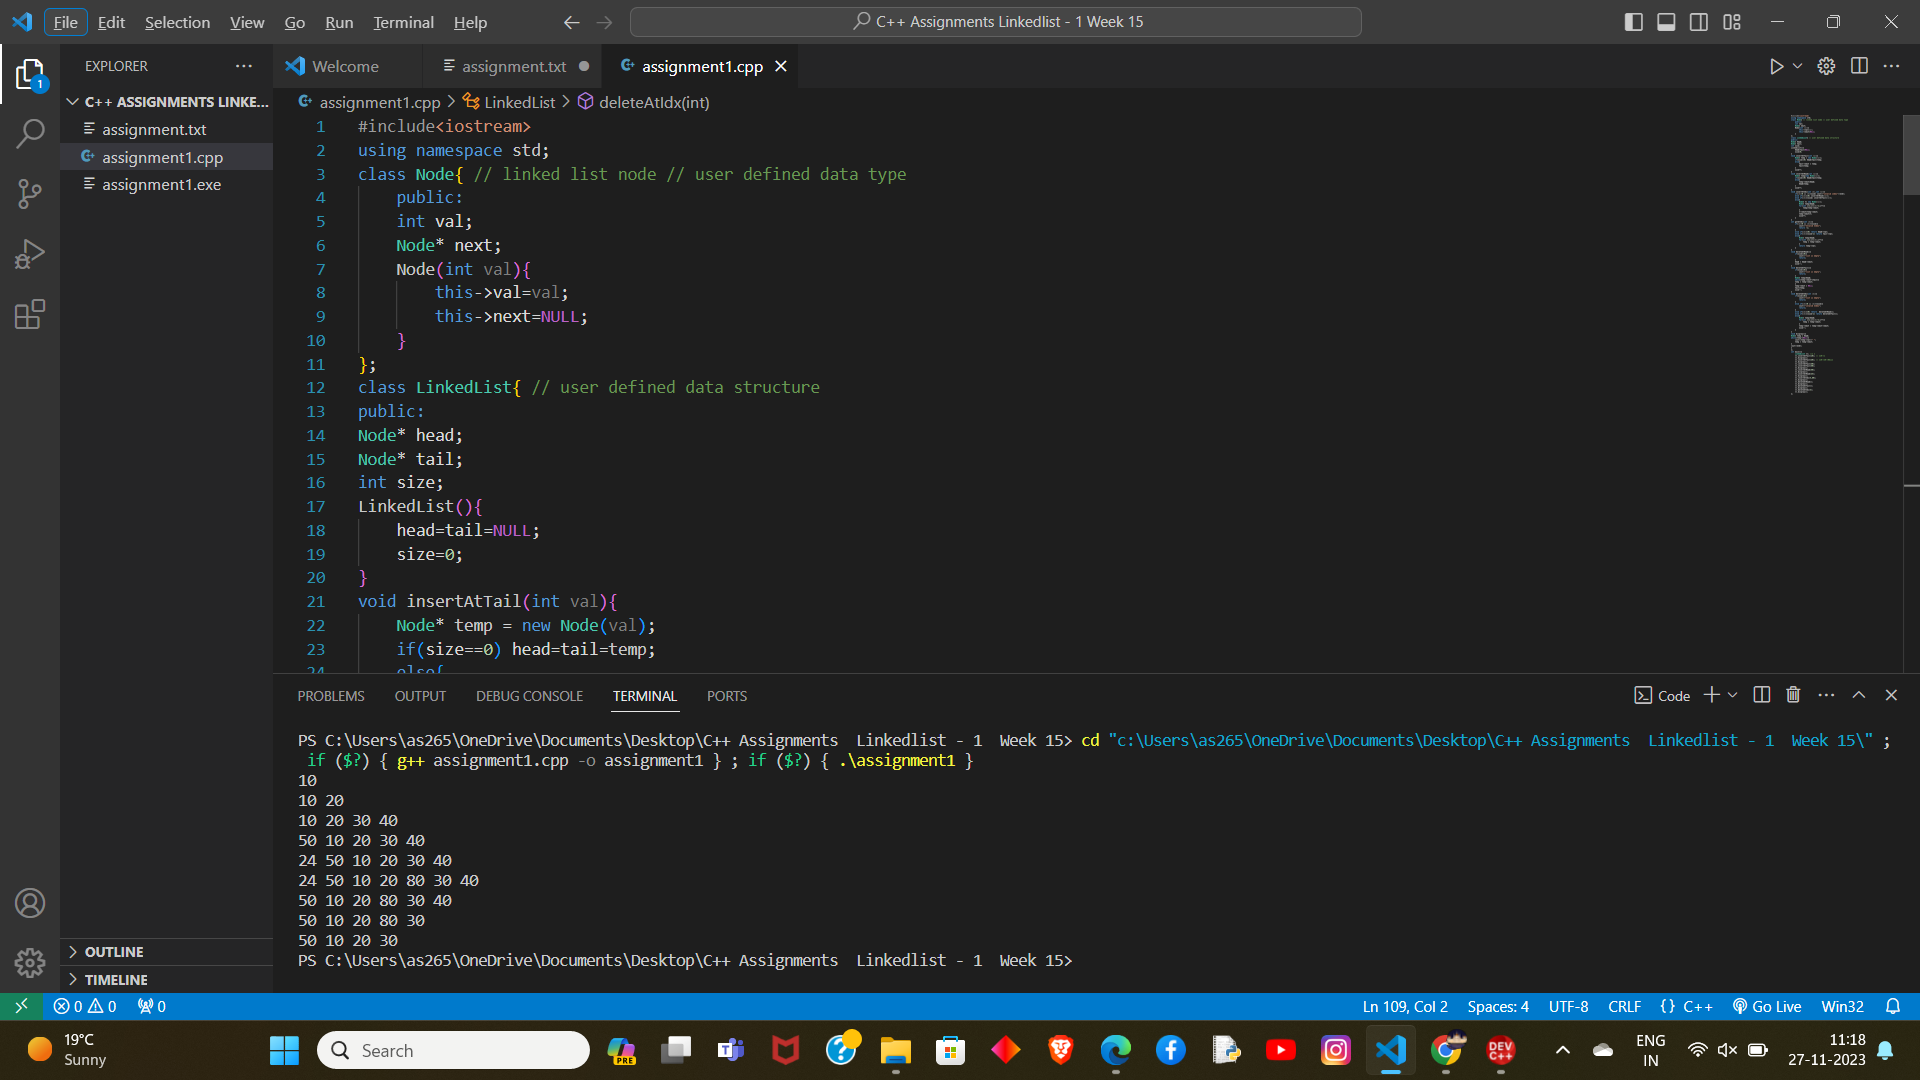 File Edit Selection View Go Run Terminal Help
C++ Assignments Linkedlist - 1 Week 15
EXPLORER
Welcome
assignment.txt
assignment1.cpp
1
C++ ASSIGNMENTS LINKE...
assignment.txt
assignment1.cpp
assignment1.exe
assignment1.cpp > LinkedList > deleteAtIdx(int)
1 #include<iostream>
2 using namespace std;
3 class Node{ // linked list node // user defined data type
4 public:
5 int val;
6 Node* next;
7 Node(int val){
8 this->val=val;
9 this->next=NULL;
10 }
11 };
12 class LinkedList{ // user defined data structure
13 public:
14 Node* head;
15 Node* tail;
16 int size;
17 LinkedList(){
18 head=tail=NULL;
19 size=0;
20 }
21 void insertAtTail(int val){
22 Node* temp = new Node(val);
23 if(size==0) head=tail=temp;
24 else{
PROBLEMS OUTPUT DEBUG CONSOLE TERMINAL PORTS
Code
PS C:\Users\as265\OneDrive\Documents\Desktop\C++ Assignments  Linkedlist - 1  Week 15> cd "c:\Users\as265\OneDrive\Documents\Desktop\C++ Assignments  Linkedlist - 1  Week 15\" ;
if ($?) { g++ assignment1.cpp -o assignment1 } ; if ($?) { .\assignment1 }
10
10 20
10 20 30 40
50 10 20 30 40
24 50 10 20 30 40
24 50 10 20 80 30 40
50 10 20 80 30 40
50 10 20 80 30
50 10 20 30
PS C:\Users\as265\OneDrive\Documents\Desktop\C++ Assignments  Linkedlist - 1  Week 15>
OUTLINE
TIMELINE
0 0 0
Ln 109, Col 2 Spaces: 4 UTF-8 CRLF {} C++ Go Live Win32
19°C
Sunny
Search
PRE
DEV
C++
ENG
IN
11:18
27-11-2023